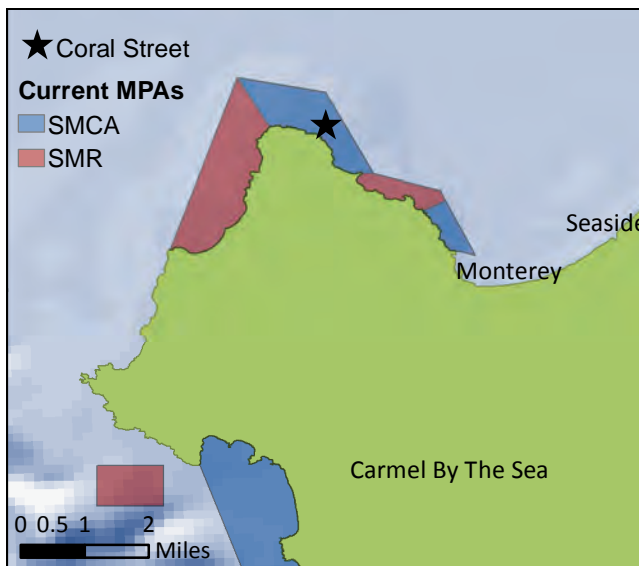 Coral Street
Current MPAs
SMCA
SMR
Seaside
Monterey
Carmel By The Sea
0 0.5 1 2
Miles